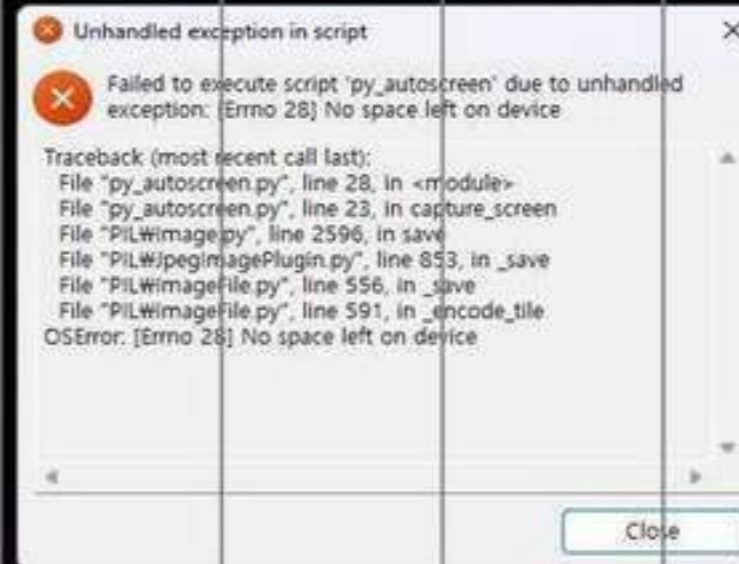 Unhandled exception in script
Failed to execute script 'py_autoscreen' due to unhandled
exception: [Errno 28] No space left on device
Traceback (most recent call last):
File "py_autoscreen.py", line 28, in <module>
File "py_autoscreen.py", line 23, in capture_screen
File "PIL₩Image.py", line 2596, in save
File "PIL₩JpegImagePlugin.py", line 853, in _save
File "PIL₩ImageFile.py", line 556, in _save
File "PIL₩ImageFile.py", line 591, in _encode_tile
OSError: [Errno 28] No space left on device
Close